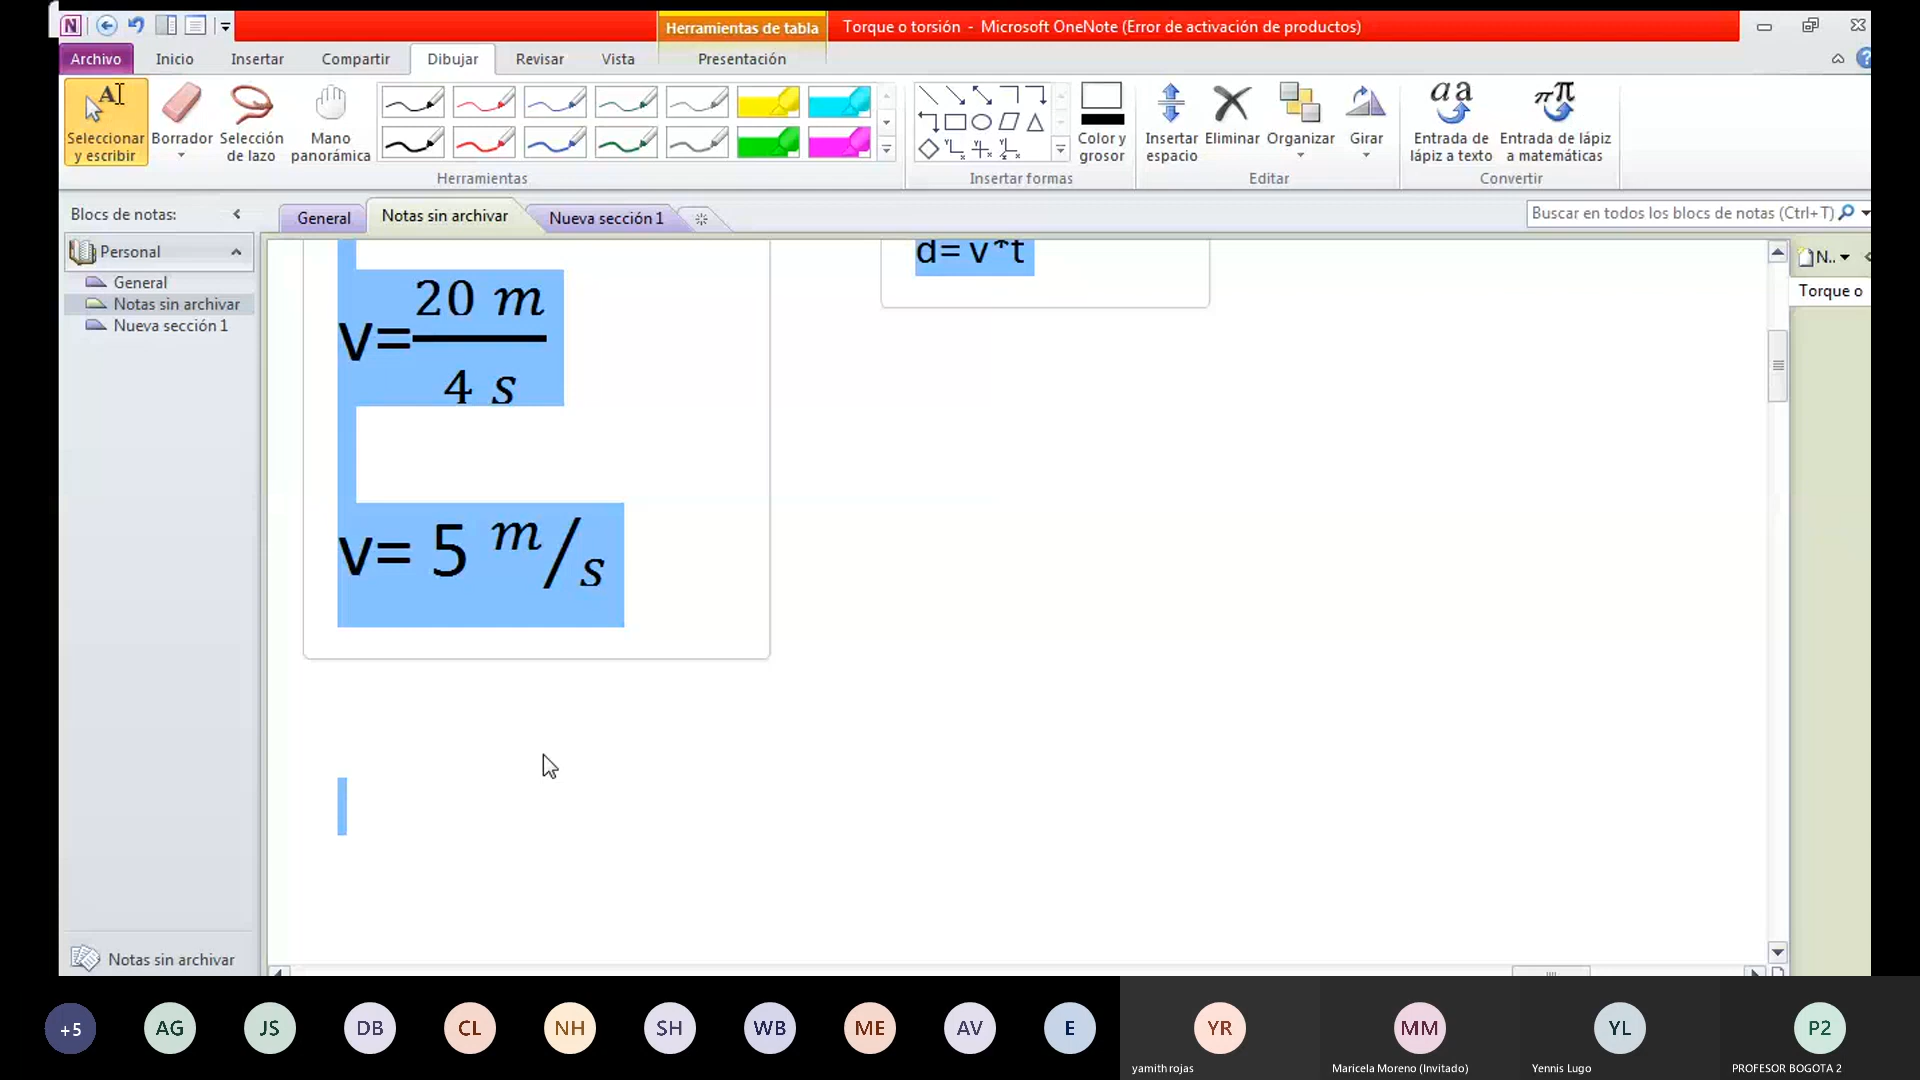 Herramientas de tabla
Torque o torsión - Microsoft OneNote (Error de activación de productos)
Archivo
Inicio
Insertar
Compartir
Dibujar
Revisar
Vista
Presentación
Seleccionar y escribir
Borrador
Selección de lazo
Mano panorámica
Color y grosor
Insertar espacio
Eliminar
Organizar
Girar
Entrada de lápiz a texto
Entrada de lápiz a matemáticas
Herramientas
Insertar formas
Editar
Convertir
Blocs de notas:
General
Notas sin archivar
Nueva sección 1
Buscar en todos los blocs de notas (Ctrl+T)
Personal
General
Notas sin archivar
Nueva sección 1
N..
Torque o
d= v*t
v= 20 m / 4 s
v= 5 m/s
Notas sin archivar
+5
AG
JS
DB
CL
NH
SH
WB
ME
AV
E
YR
MM
YL
P2
yamith rojas
Maricela Moreno (Invitado)
Yennis Lugo
PROFESOR BOGOTA 2